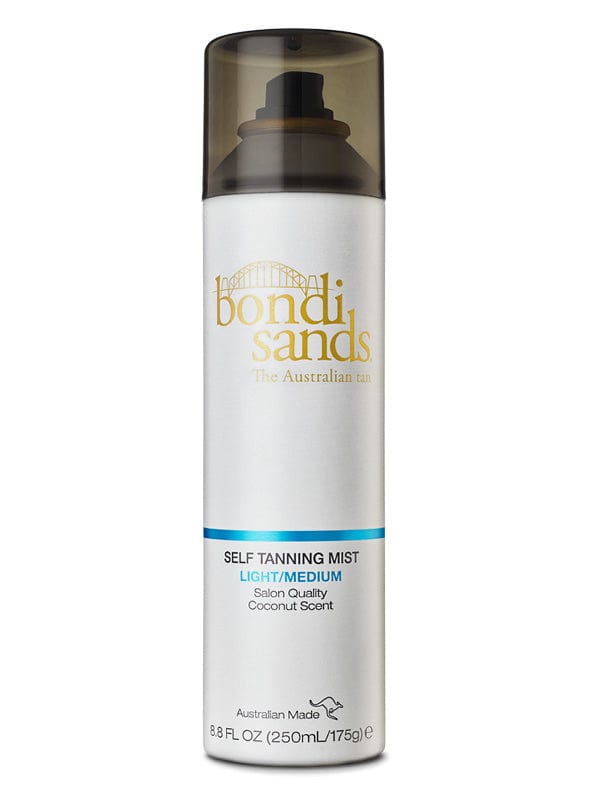 bondi
sands
The Australian tan
SELF TANNING MIST
LIGHT/MEDIUM
Salon Quality
Coconut Scent
Australian Made
8.8 FL OZ (250mL/175g) ℮